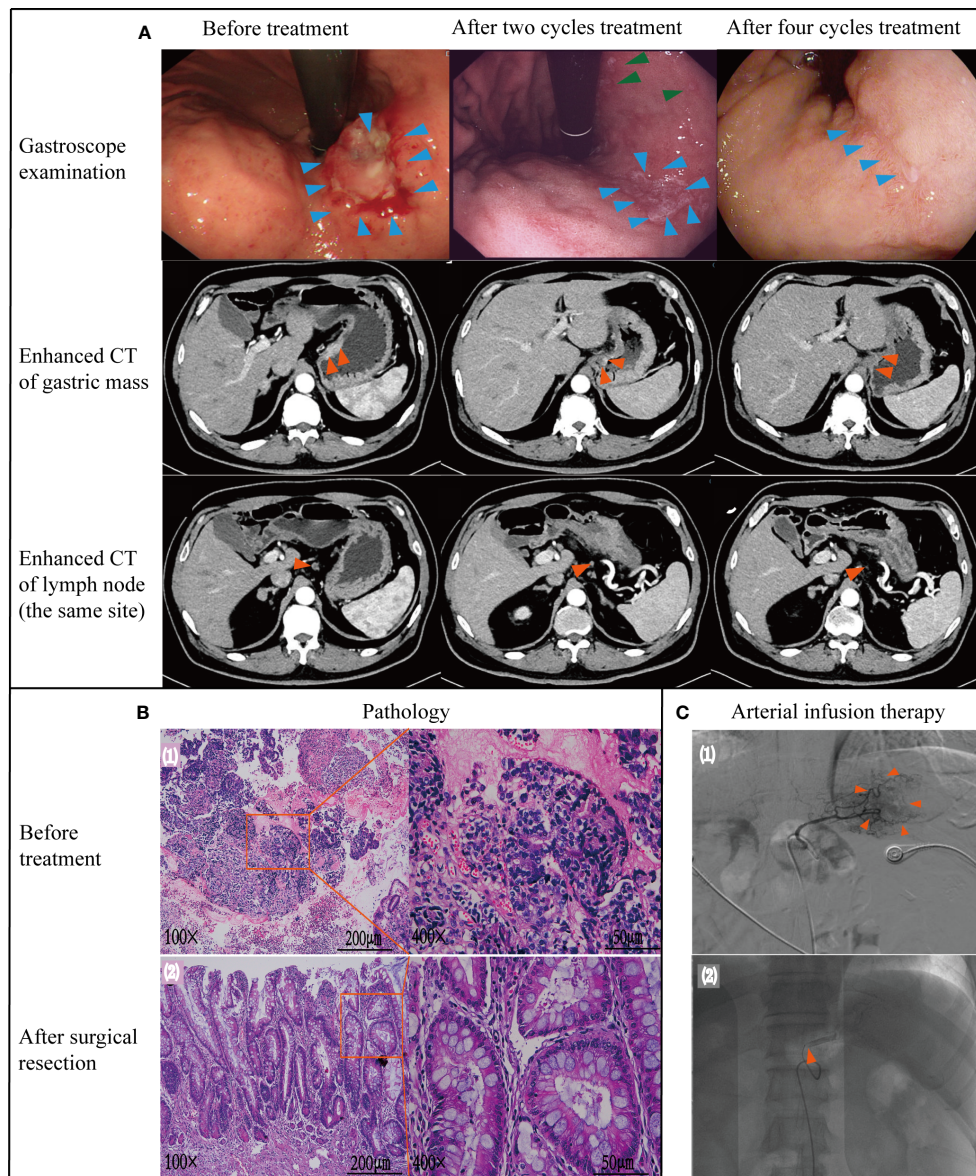 A
Before treatment
After two cycles treatment
After four cycles treatment
Gastroscope
examination
Enhanced CT
of gastric mass
Enhanced CT
of lymph node
(the same site)
B
Pathology
C
Arterial infusion therapy
Before
treatment
(1)
100×
200μm
400×
50μm
(1)
After surgical
resection
(2)
100×
200μm
400×
50μm
(2)